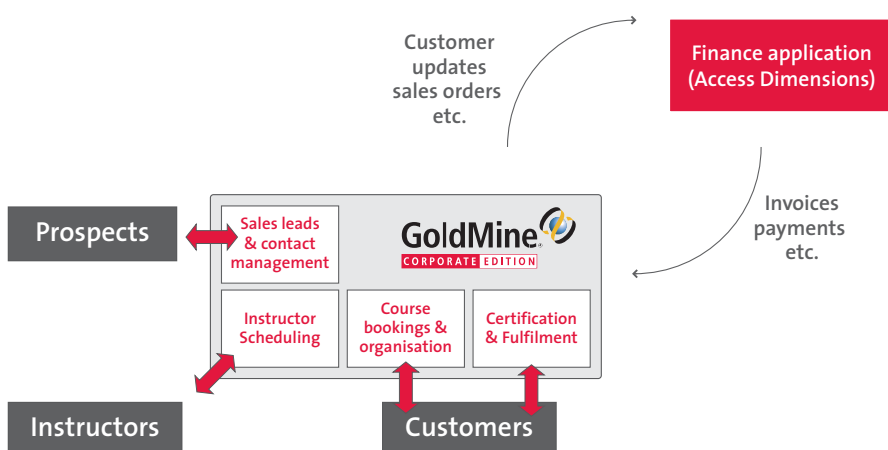 Customer
updates
sales orders
etc.
Finance application
(Access Dimensions)
Invoices
payments
etc.
Prospects
Sales leads
& contact
management
GoldMine
CORPORATE EDITION
Instructor
Scheduling
Course
bookings &
organisation
Certification
& Fulfilment
Instructors
Customers